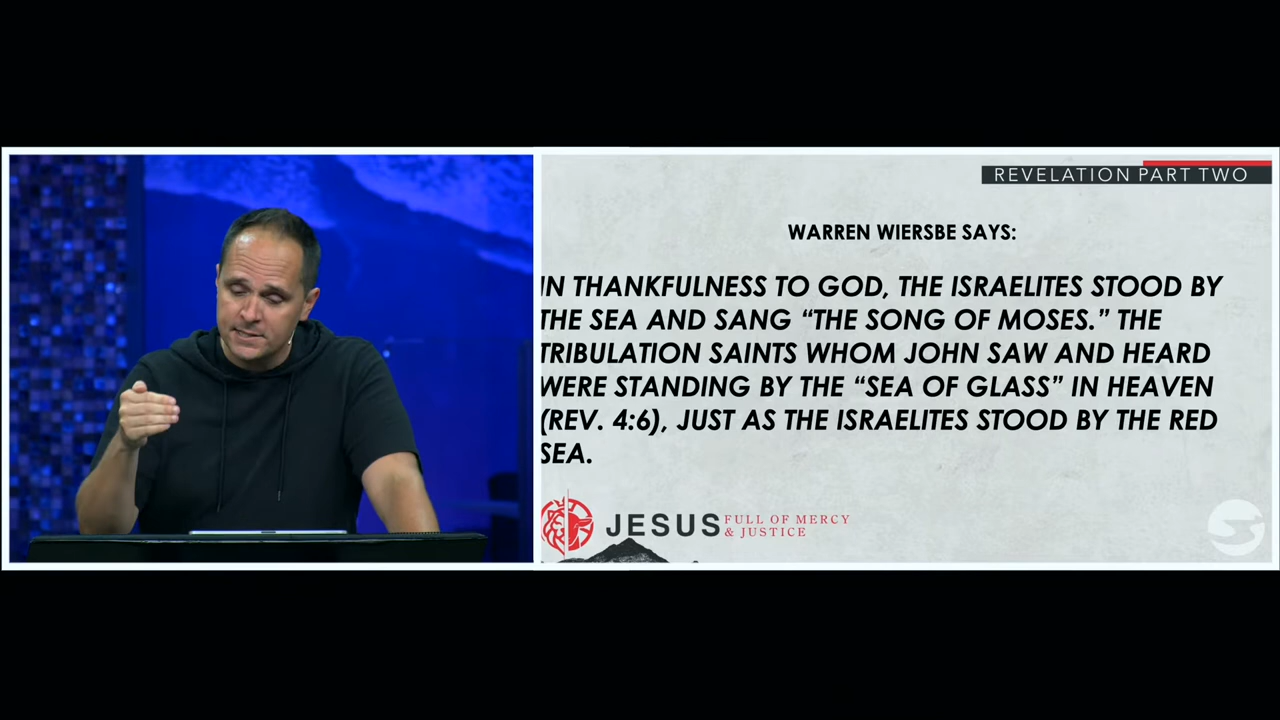 REVELATION PART TWO
WARREN WIERSBE SAYS:
IN THANKFULNESS TO GOD, THE ISRAELITES STOOD BY
THE SEA AND SANG “THE SONG OF MOSES.” THE
TRIBULATION SAINTS WHOM JOHN SAW AND HEARD
WERE STANDING BY THE “SEA OF GLASS” IN HEAVEN
(REV. 4:6), JUST AS THE ISRAELITES STOOD BY THE RED
SEA.
JESUS
FULL OF MERCY
& JUSTICE